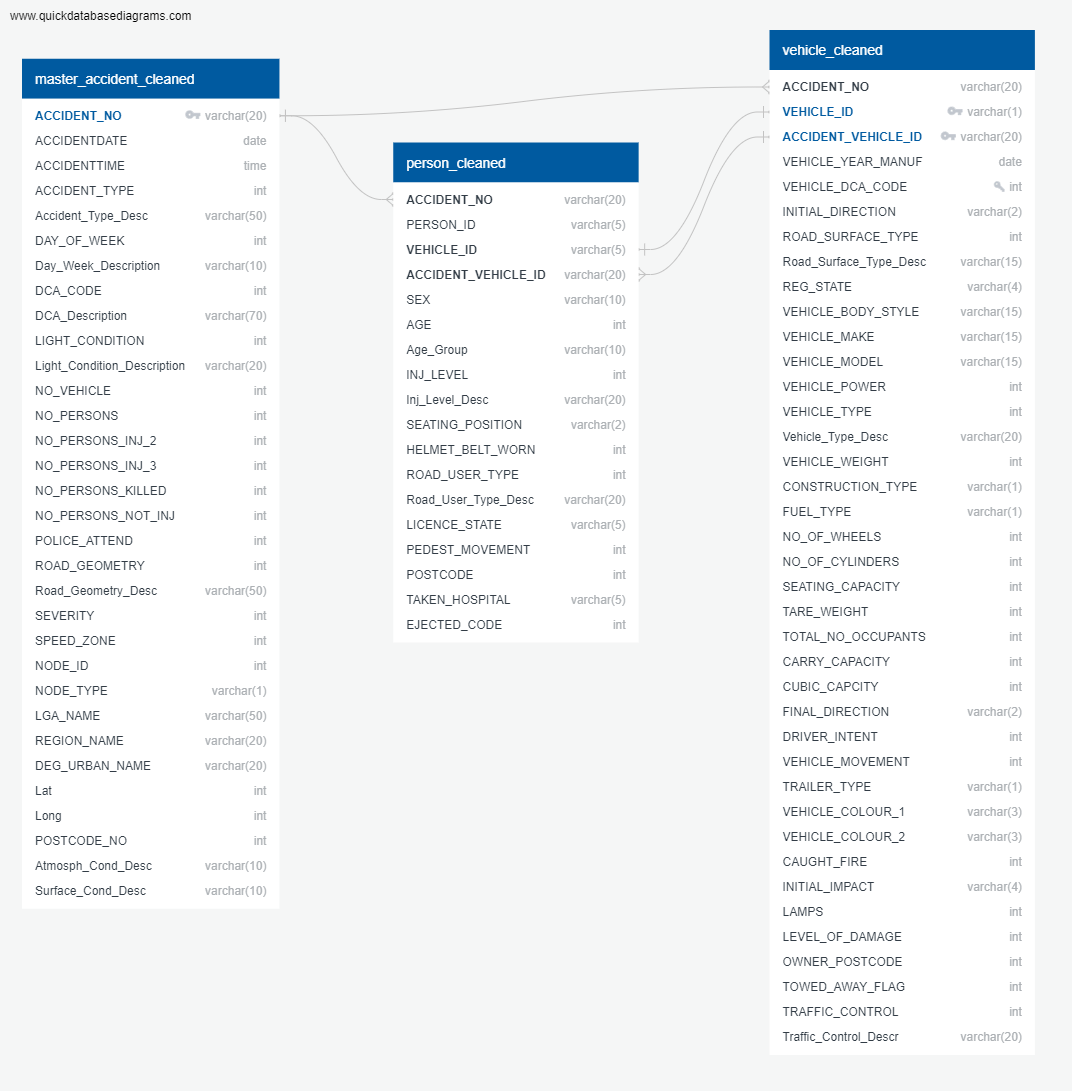 www.quickdatabasediagrams.com
master_accident_cleaned
ACCIDENT_NO varchar(20)
ACCIDENTDATE date
ACCIDENTTIME time
ACCIDENT_TYPE int
Accident_Type_Desc varchar(50)
DAY_OF_WEEK int
Day_Week_Description varchar(10)
DCA_CODE int
DCA_Description varchar(70)
LIGHT_CONDITION int
Light_Condition_Description varchar(20)
NO_VEHICLE int
NO_PERSONS int
NO_PERSONS_INJ_2 int
NO_PERSONS_INJ_3 int
NO_PERSONS_KILLED int
NO_PERSONS_NOT_INJ int
POLICE_ATTEND int
ROAD_GEOMETRY int
Road_Geometry_Desc varchar(50)
SEVERITY int
SPEED_ZONE int
NODE_ID int
NODE_TYPE varchar(1)
LGA_NAME varchar(50)
REGION_NAME varchar(20)
DEG_URBAN_NAME varchar(20)
Lat int
Long int
POSTCODE_NO int
Atmosph_Cond_Desc varchar(10)
Surface_Cond_Desc varchar(10)
person_cleaned
ACCIDENT_NO varchar(20)
PERSON_ID varchar(5)
VEHICLE_ID varchar(5)
ACCIDENT_VEHICLE_ID varchar(20)
SEX varchar(10)
AGE int
Age_Group varchar(10)
INJ_LEVEL int
Inj_Level_Desc varchar(20)
SEATING_POSITION varchar(2)
HELMET_BELT_WORN int
ROAD_USER_TYPE int
Road_User_Type_Desc varchar(20)
LICENCE_STATE varchar(5)
PEDEST_MOVEMENT int
POSTCODE int
TAKEN_HOSPITAL varchar(5)
EJECTED_CODE int
vehicle_cleaned
ACCIDENT_NO varchar(20)
VEHICLE_ID varchar(1)
ACCIDENT_VEHICLE_ID varchar(20)
VEHICLE_YEAR_MANUF date
VEHICLE_DCA_CODE int
INITIAL_DIRECTION varchar(2)
ROAD_SURFACE_TYPE int
Road_Surface_Type_Desc varchar(15)
REG_STATE varchar(4)
VEHICLE_BODY_STYLE varchar(15)
VEHICLE_MAKE varchar(15)
VEHICLE_MODEL varchar(15)
VEHICLE_POWER int
VEHICLE_TYPE int
Vehicle_Type_Desc varchar(20)
VEHICLE_WEIGHT int
CONSTRUCTION_TYPE varchar(1)
FUEL_TYPE varchar(1)
NO_OF_WHEELS int
NO_OF_CYLINDERS int
SEATING_CAPACITY int
TARE_WEIGHT int
TOTAL_NO_OCCUPANTS int
CARRY_CAPACITY int
CUBIC_CAPCITY int
FINAL_DIRECTION varchar(2)
DRIVER_INTENT int
VEHICLE_MOVEMENT int
TRAILER_TYPE varchar(1)
VEHICLE_COLOUR_1 varchar(3)
VEHICLE_COLOUR_2 varchar(3)
CAUGHT_FIRE int
INITIAL_IMPACT varchar(4)
LAMPS int
LEVEL_OF_DAMAGE int
OWNER_POSTCODE int
TOWED_AWAY_FLAG int
TRAFFIC_CONTROL int
Traffic_Control_Descr varchar(20)